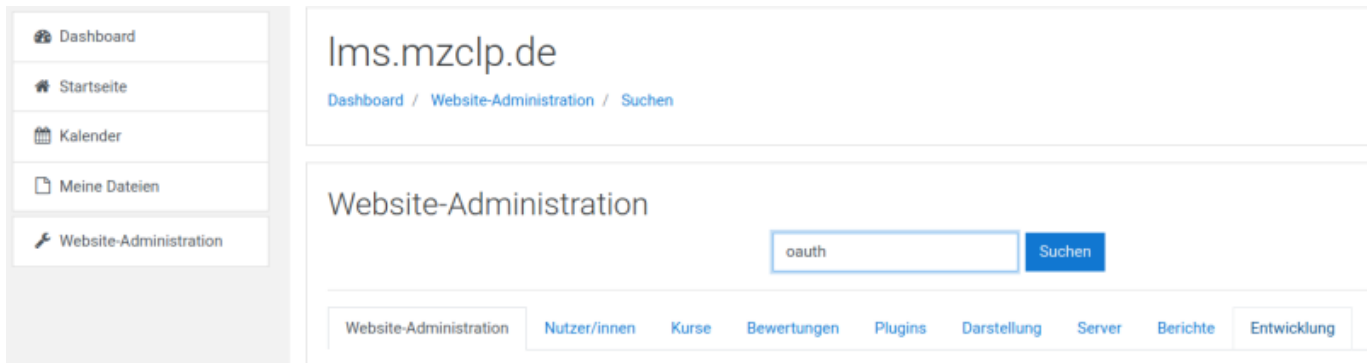 Dashboard
Startseite
Kalender
Meine Dateien
Website-Administration
lms.mzclp.de
Dashboard / Website-Administration / Suchen
Website-Administration
oauth Suchen
Website-Administration Nutzer/innen Kurse Bewertungen Plugins Darstellung Server Berichte Entwicklung